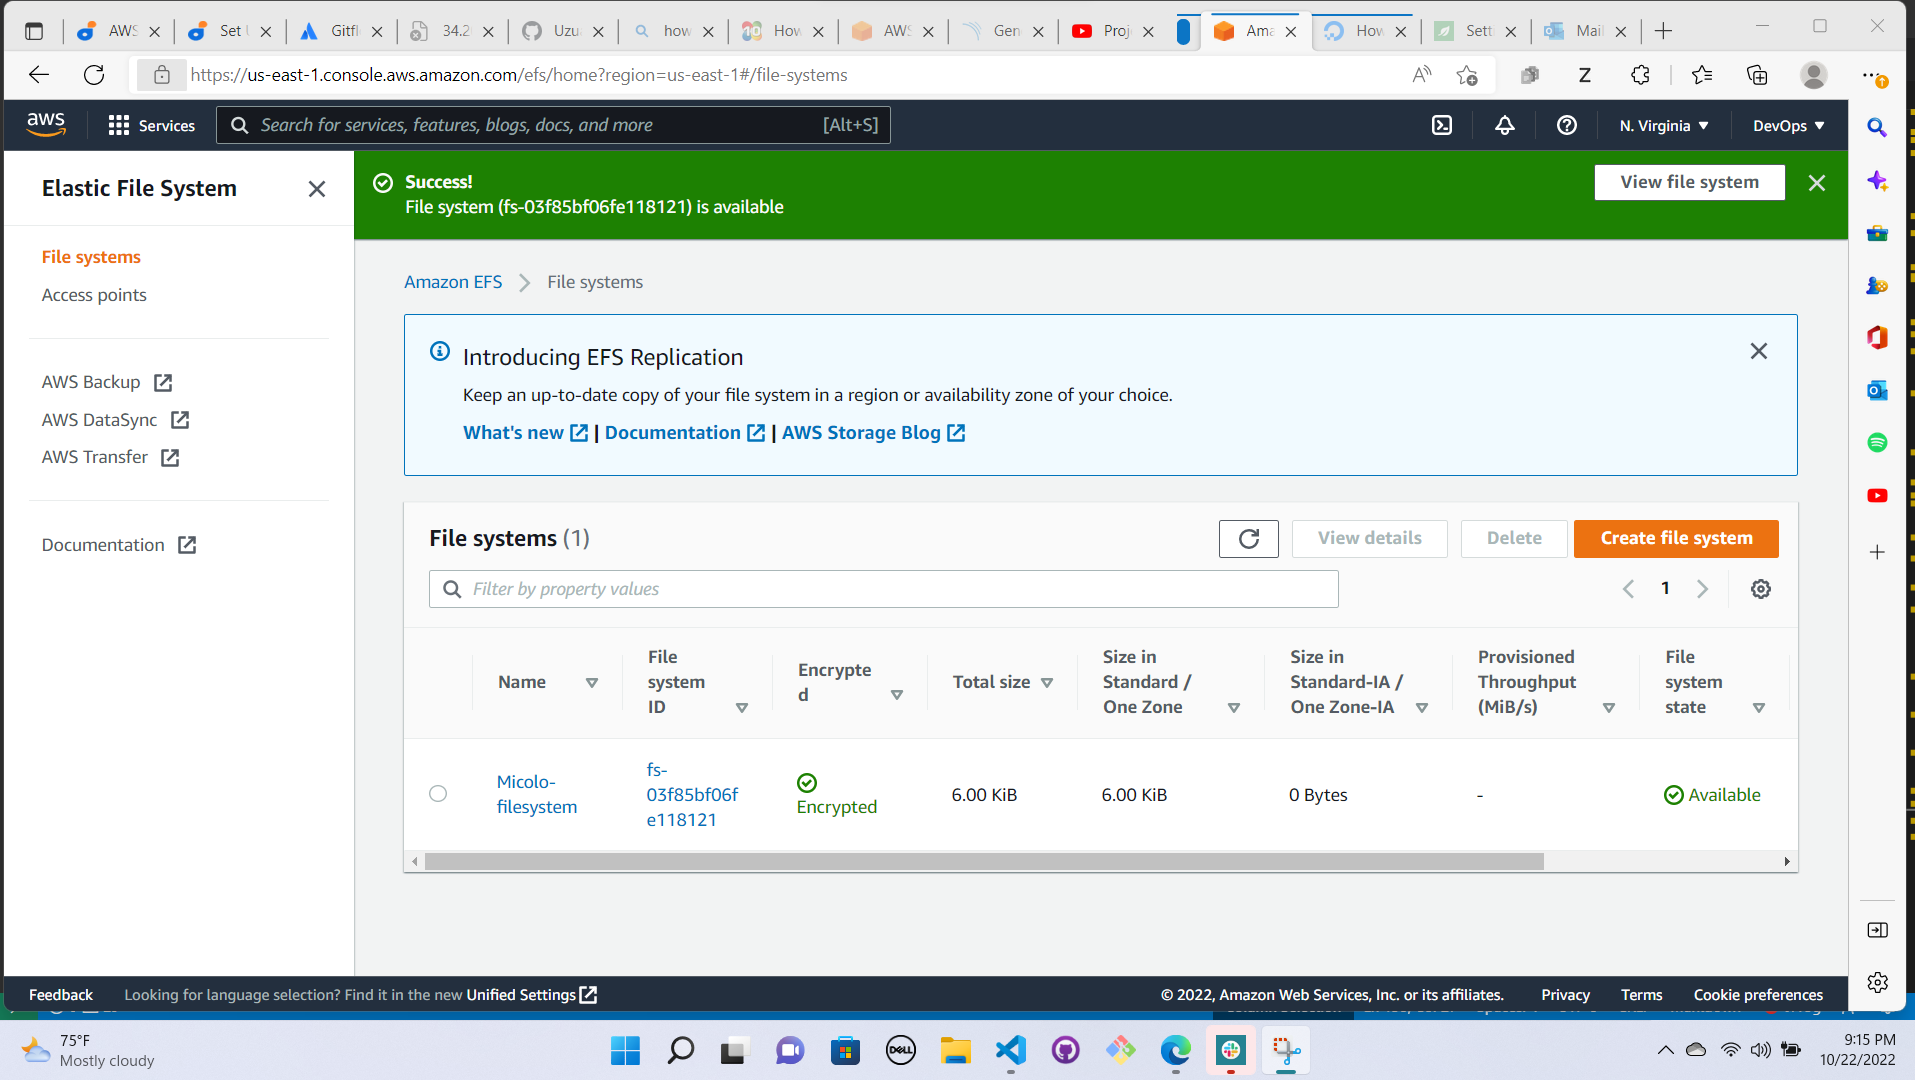 AWS
Set U
Gitfl
34.2
Uzu
how
How
AWS
Gen
Proj
Ama
How
Sett
Mail
https://us-east-1.console.aws.amazon.com/efs/home?region=us-east-1#/file-systems
aws
Services
Search for services, features, blogs, docs, and more
[Alt+S]
N. Virginia
DevOps
Elastic File System
File systems
Access points
AWS Backup
AWS DataSync
AWS Transfer
Documentation
Success!
File system (fs-03f85bf06fe118121) is available
View file system
Amazon EFS
File systems
Introducing EFS Replication
Keep an up-to-date copy of your file system in a region or availability zone of your choice.
What's new | Documentation | AWS Storage Blog
File systems (1)
View details
Delete
Create file system
Filter by property values
1
Name
File system ID
Encrypted
Total size
Size in Standard / One Zone
Size in Standard-IA / One Zone-IA
Provisioned Throughput (MiB/s)
File system state
Micolo-filesystem
fs-03f85bf06fe118121
Encrypted
6.00 KiB
6.00 KiB
0 Bytes
-
Available
Feedback
Looking for language selection? Find it in the new Unified Settings
© 2022, Amazon Web Services, Inc. or its affiliates.
Privacy
Terms
Cookie preferences
75°F
Mostly cloudy
DELL
9:15 PM
10/22/2022